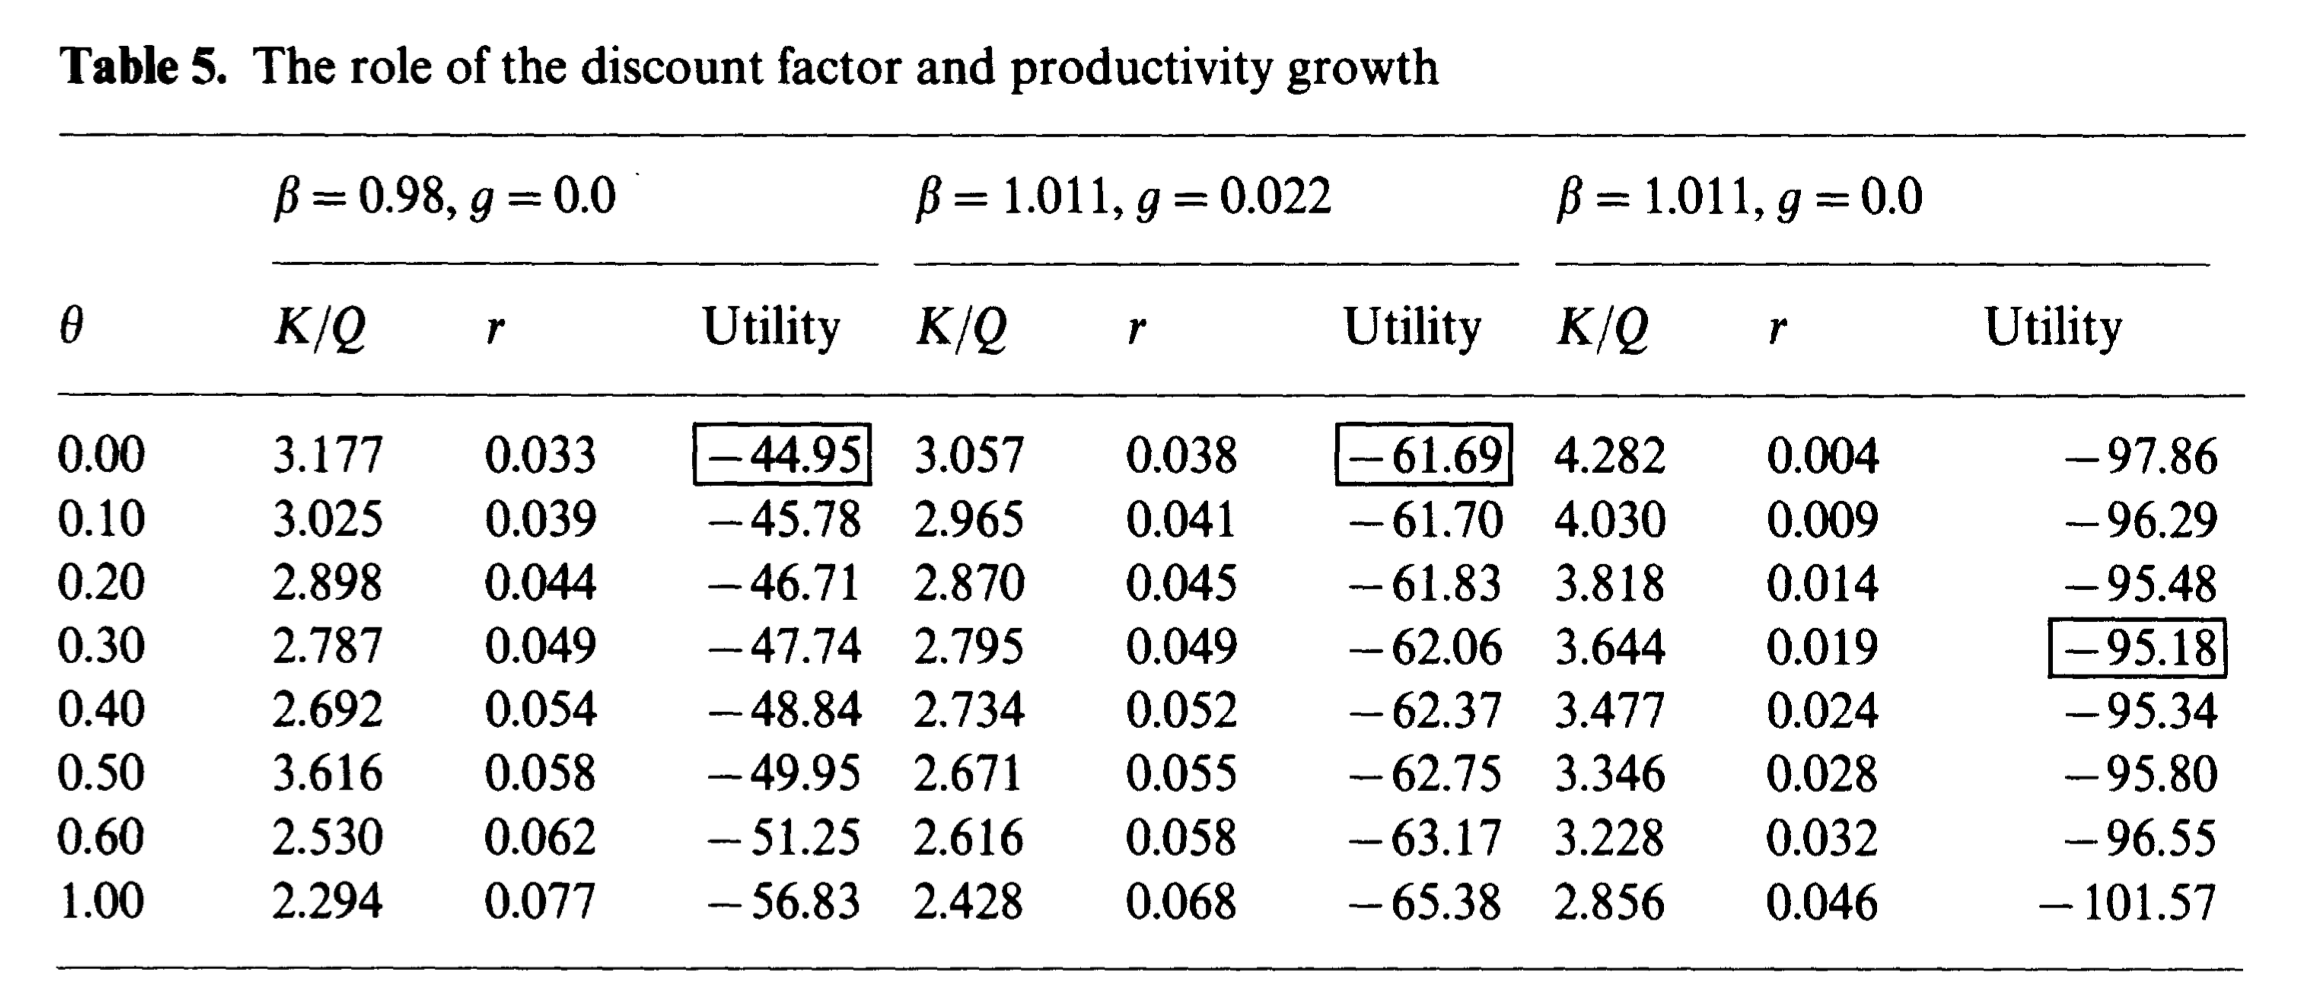 Table 5. The role of the discount factor and productivity growth
β = 0.98, g = 0.0 β = 1.011, g = 0.022 β = 1.011, g = 0.0
θ K/Q r Utility K/Q r Utility K/Q r Utility
0.00 3.177 0.033 −44.95 3.057 0.038 −61.69 4.282 0.004 −97.86
0.10 3.025 0.039 −45.78 2.965 0.041 −61.70 4.030 0.009 −96.29
0.20 2.898 0.044 −46.71 2.870 0.045 −61.83 3.818 0.014 −95.48
0.30 2.787 0.049 −47.74 2.795 0.049 −62.06 3.644 0.019 −95.18
0.40 2.692 0.054 −48.84 2.734 0.052 −62.37 3.477 0.024 −95.34
0.50 3.616 0.058 −49.95 2.671 0.055 −62.75 3.346 0.028 −95.80
0.60 2.530 0.062 −51.25 2.616 0.058 −63.17 3.228 0.032 −96.55
1.00 2.294 0.077 −56.83 2.428 0.068 −65.38 2.856 0.046 −101.57